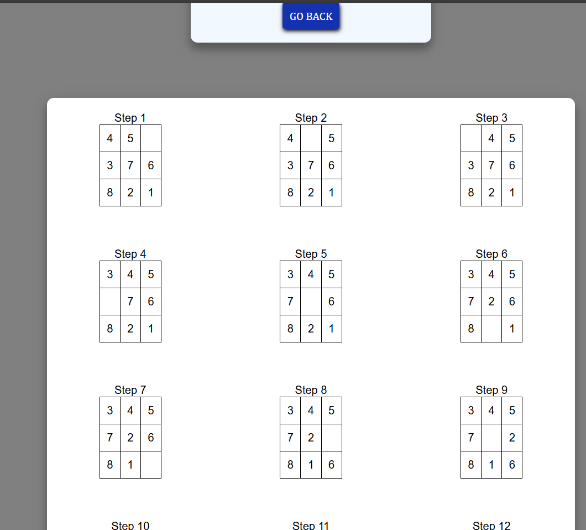 GO BACK
Step 1 Step 2 Step 3
4 5 4 5 4 5
3 7 6 3 7 6 3 7 6
8 2 1 8 2 1 8 2 1
Step 4 Step 5 Step 6
3 4 5 3 4 5 3 4 5
7 6 7 6 7 2 6
8 2 1 8 2 1 8 1
Step 7 Step 8 Step 9
3 4 5 3 4 5 3 4 5
7 2 6 7 2 7 2
8 1 8 1 6 8 1 6
Step 10 Step 11 Step 12